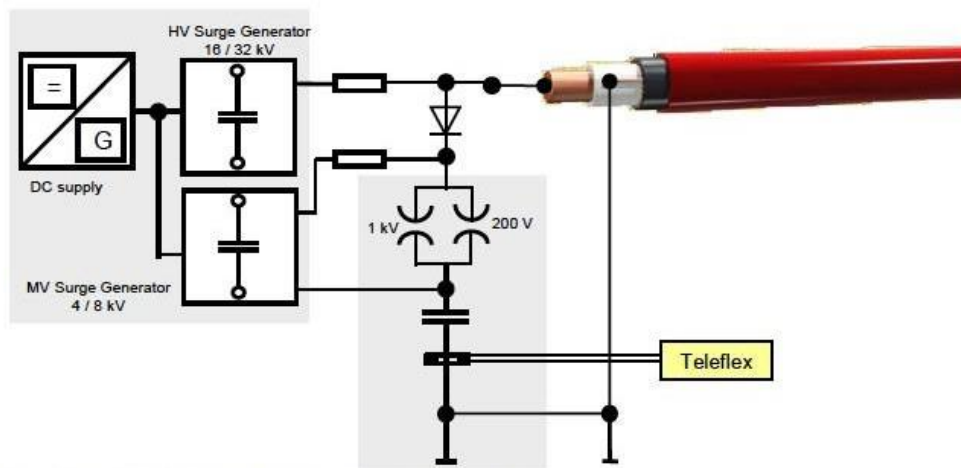 HV Surge Generator
16 / 32 kV
=
G
DC supply
1 kV
200 V
MV Surge Generator
4 / 8 kV
Teleflex